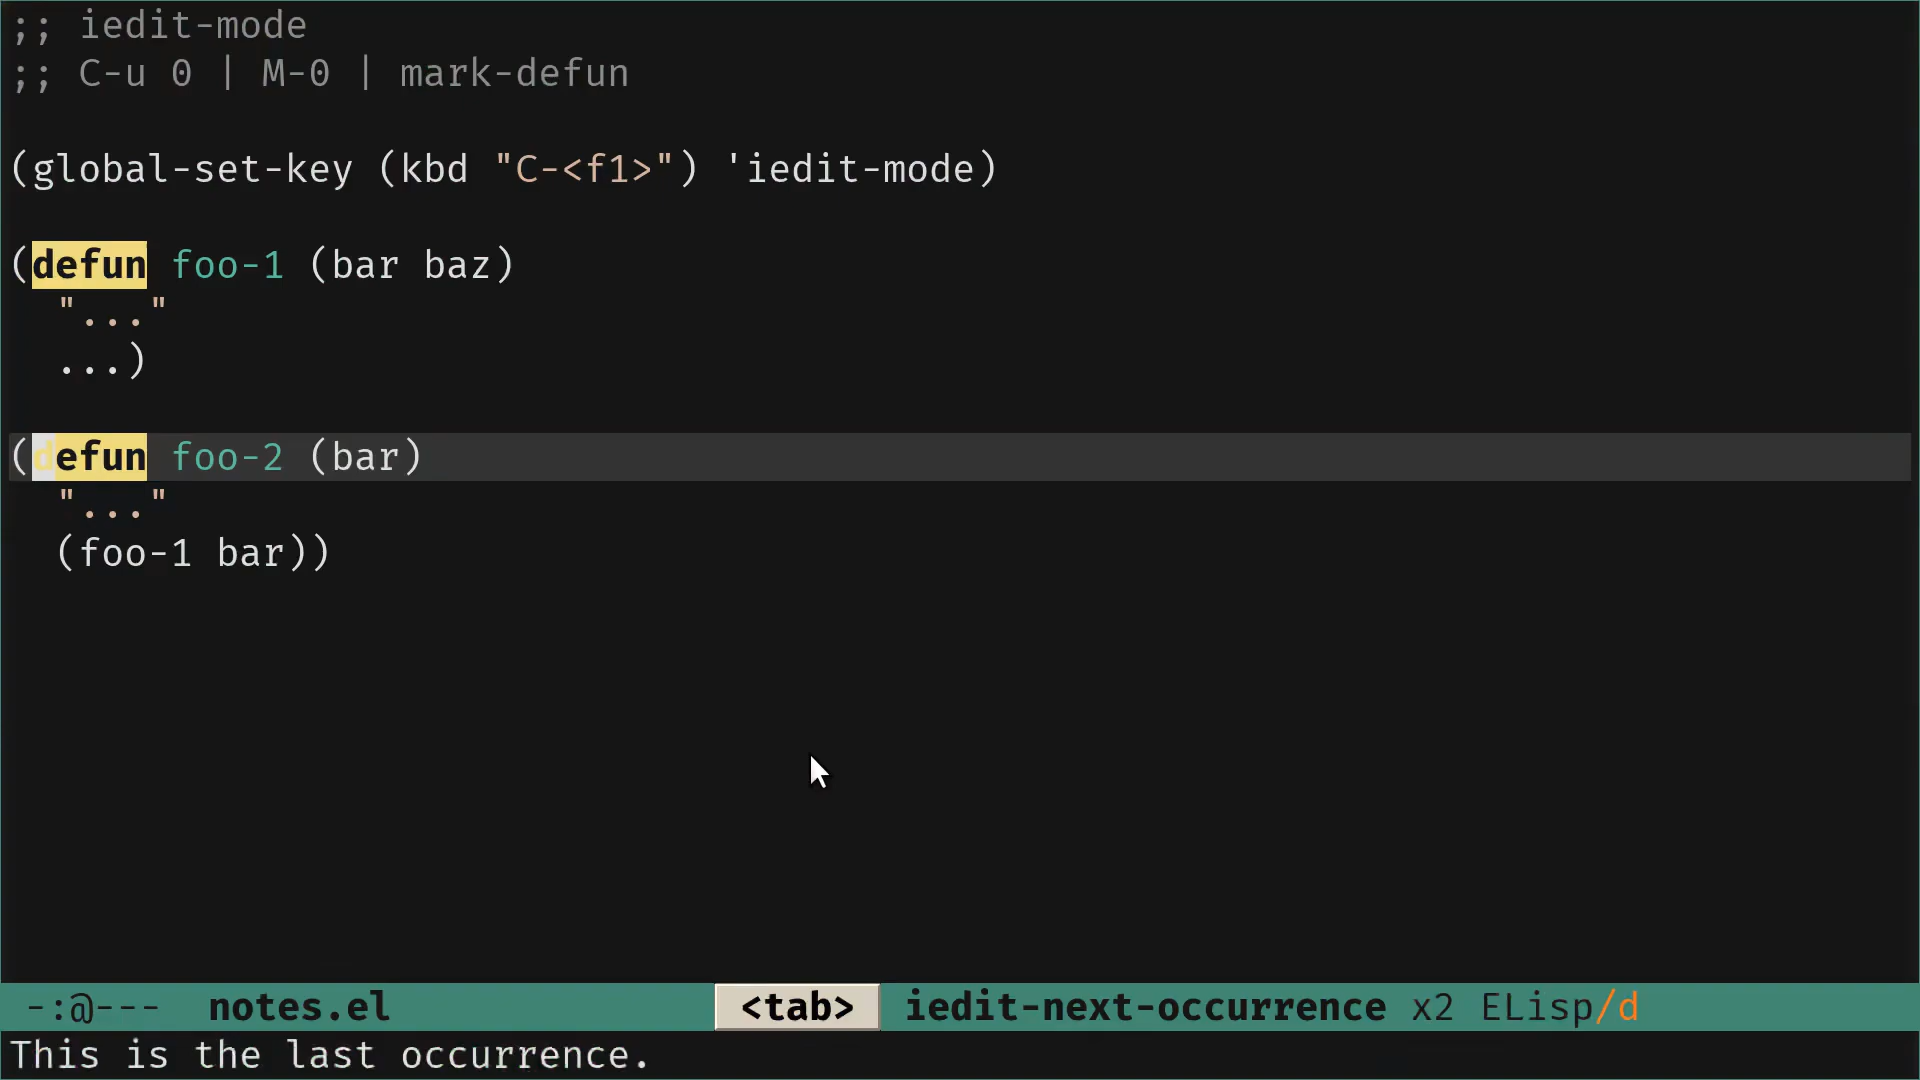 ;; iedit-mode
;; C-u 0 | M-0 | mark-defun
(global-set-key (kbd "C-<f1>") 'iedit-mode)
(defun foo-1 (bar baz)
"..."
...)
(defun foo-2 (bar)
"..."
(foo-1 bar))
-:@--- notes.el <tab> iedit-next-occurrence x2 ELisp/d
This is the last occurrence.